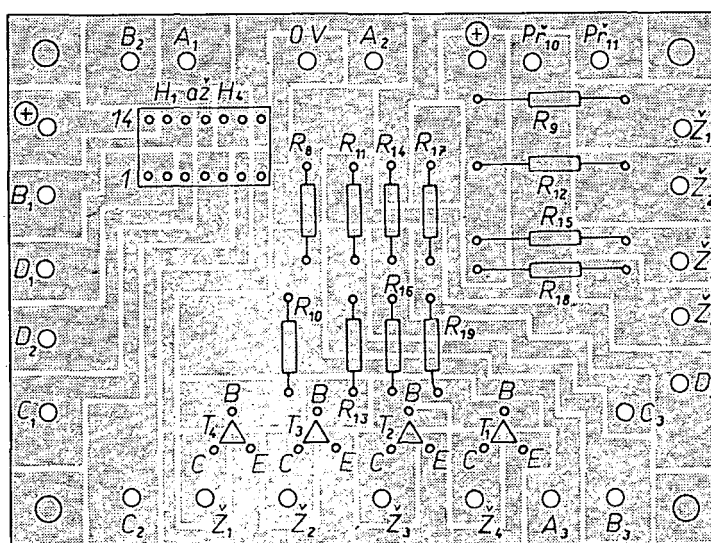 B₂ A₁ 0V A₂ ⊕ Př₁₀ Př₁₁
H₁ až H₄
⊕ 14
R₉
Ž₁
R₈ R₁₁ R₁₄ R₁₇
1
R₁₂
B₁
Ž₂
R₁₅
D₁
Ž
R₁₈
R₁₀ R₁₆
Ž
D₂
R₁₉
D
R₁₃
B B B B
C₁ T₄ T₃ T₂ T₁ C₃
C E C E C E C E
C₂ Ž₁ Ž₂ Ž₃ Ž₄ A₃ B₃